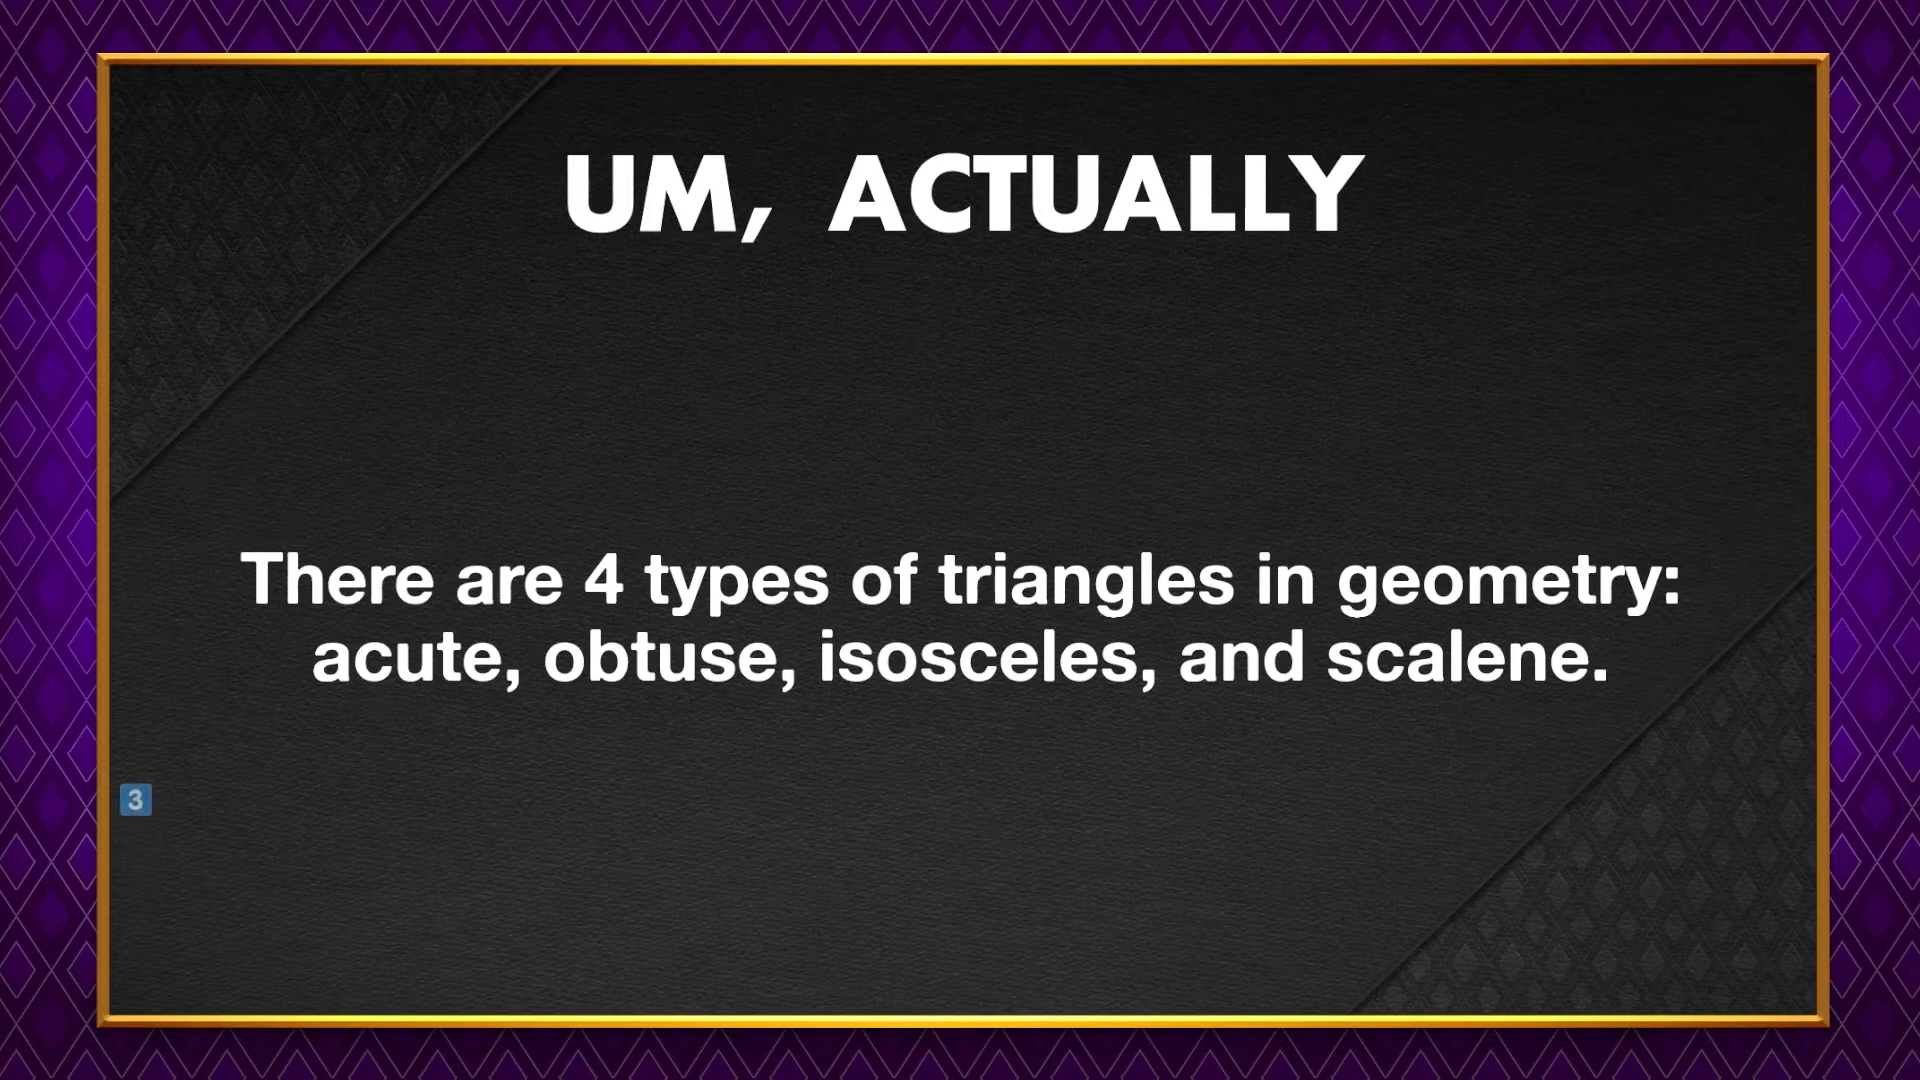 UM, ACTUALLY
There are 4 types of triangles in geometry:
acute, obtuse, isosceles, and scalene.
3